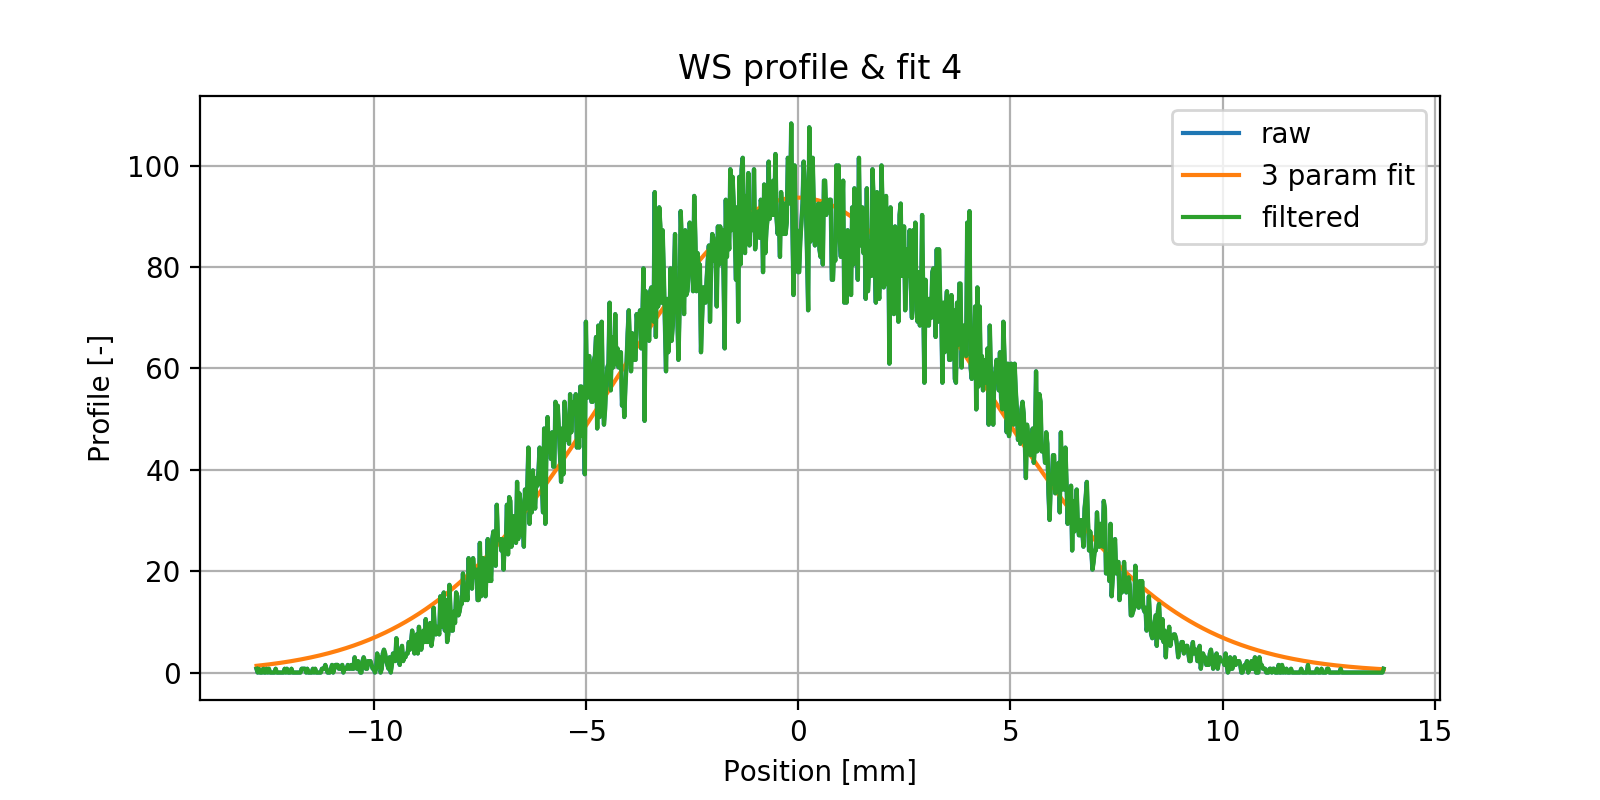 WS profile & fit 4
raw
3 param fit
filtered
Profile [-]
100
80
60
40
20
0
−10 −5 0 5 10 15
Position [mm]